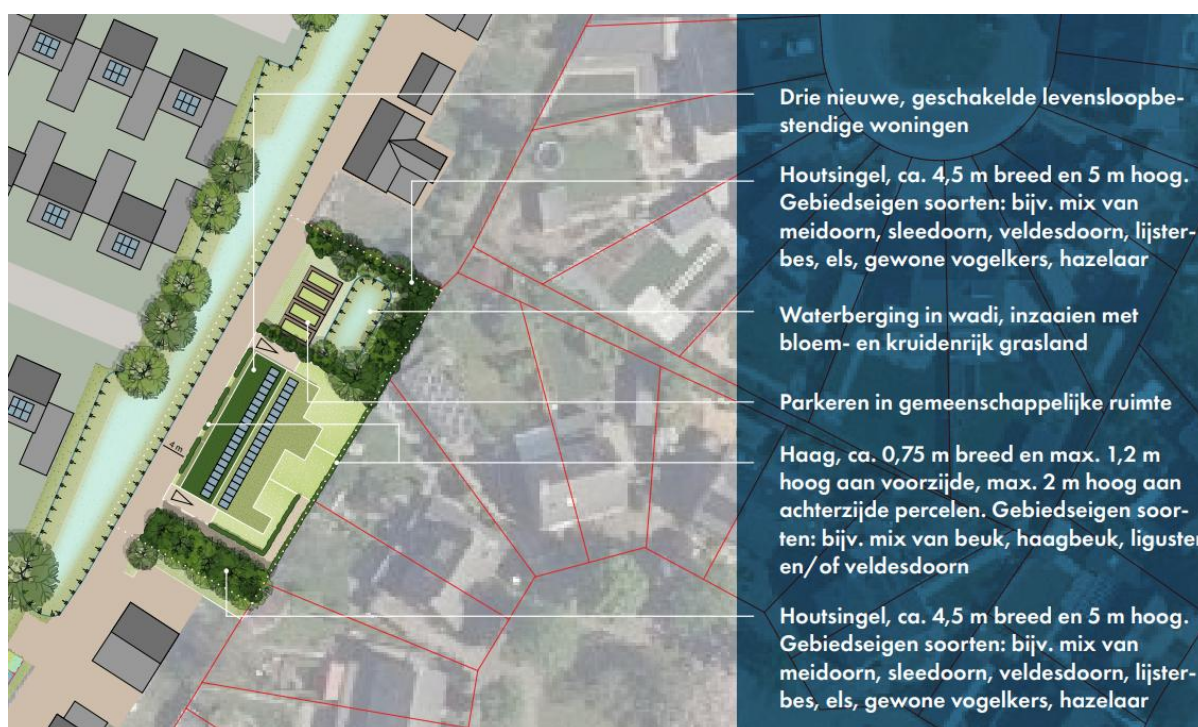 Drie nieuwe, geschakelde levensloopbe-
stendige woningen
Houtsingel, ca. 4,5 m breed en 5 m hoog.
Gebiedseigen soorten: bijv. mix van
meidoorn, sleedoorn, veldesdoorn, lijster-
bes, els, gewone vogelkers, hazelaar
Waterberging in wadi, inzaaien met
bloem- en kruidenrijk grasland
Parkeren in gemeenschappelijke ruimte
4 m
Haag, ca. 0,75 m breed en max. 1,2 m
hoog aan voorzijde, max. 2 m hoog aan
achterzijde percelen. Gebiedseigen soor-
ten: bijv. mix van beuk, haagbeuk, liguster
en/of veldesdoorn
Houtsingel, ca. 4,5 m breed en 5 m hoog.
Gebiedseigen soorten: bijv. mix van
meidoorn, sleedoorn, veldesdoorn, lijster-
bes, els, gewone vogelkers, hazelaar